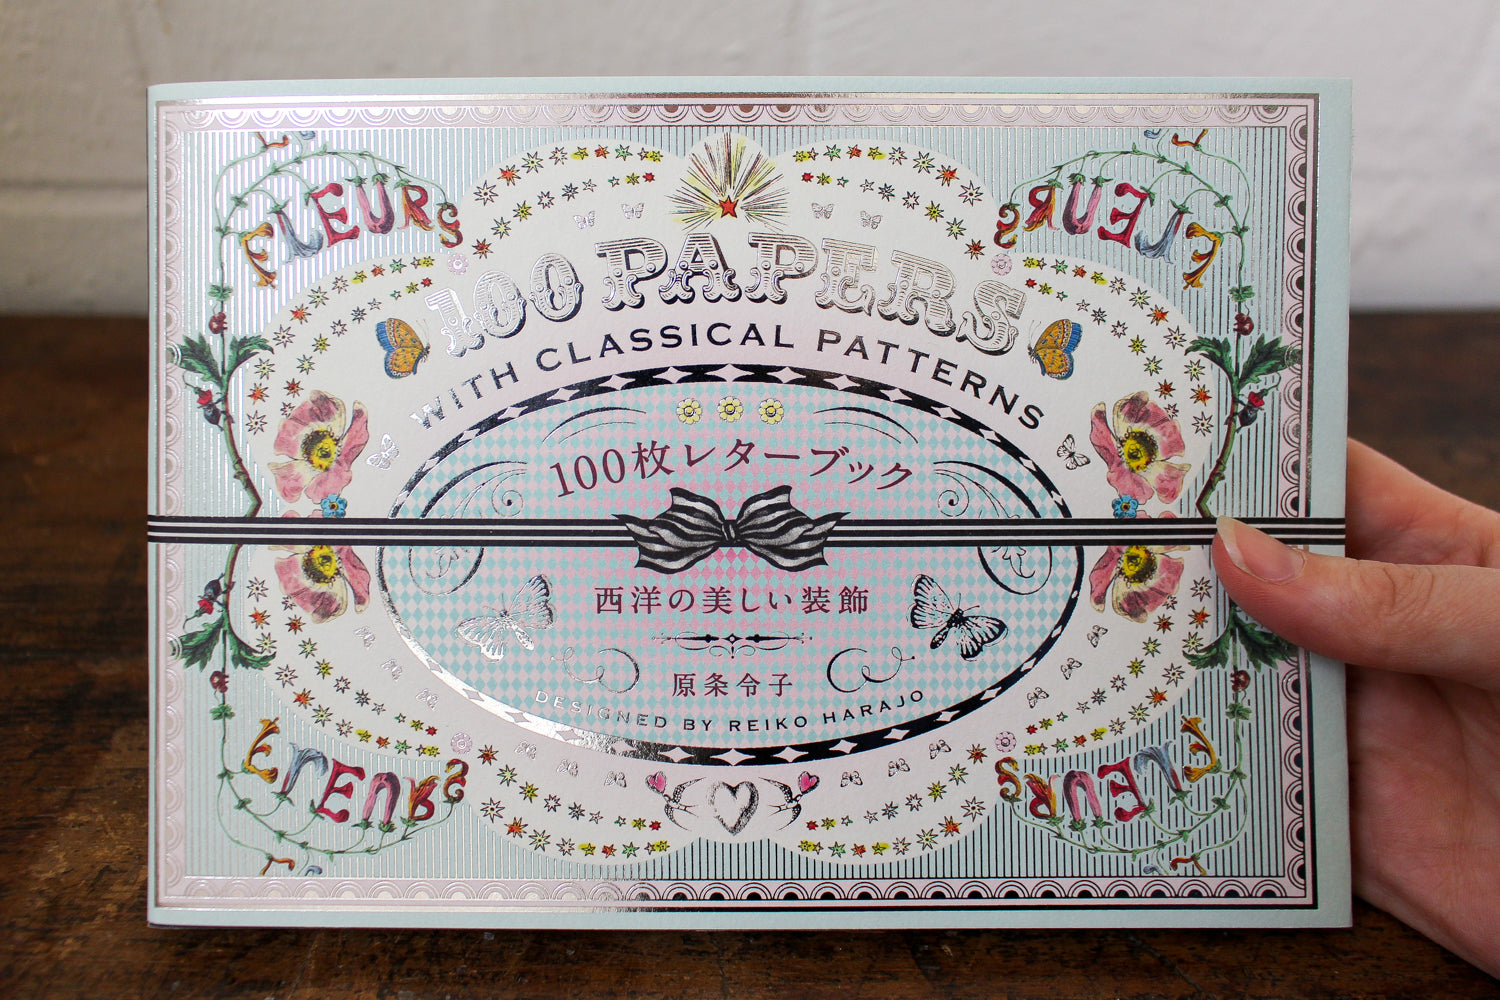 FLEURS
FLEURS
100 PAPERS
WITH CLASSICAL PATTERNS
100枚レターブック
西洋の美しい装飾
原条令子
DESIGNED BY REIKO HARAJO
FLEURS
FLEURS